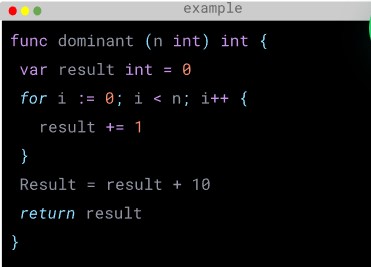 example
func dominant (n int) int {
var result int = 0
for i := 0; i < n; i++ {
result += 1
}
Result = result + 10
return result
}